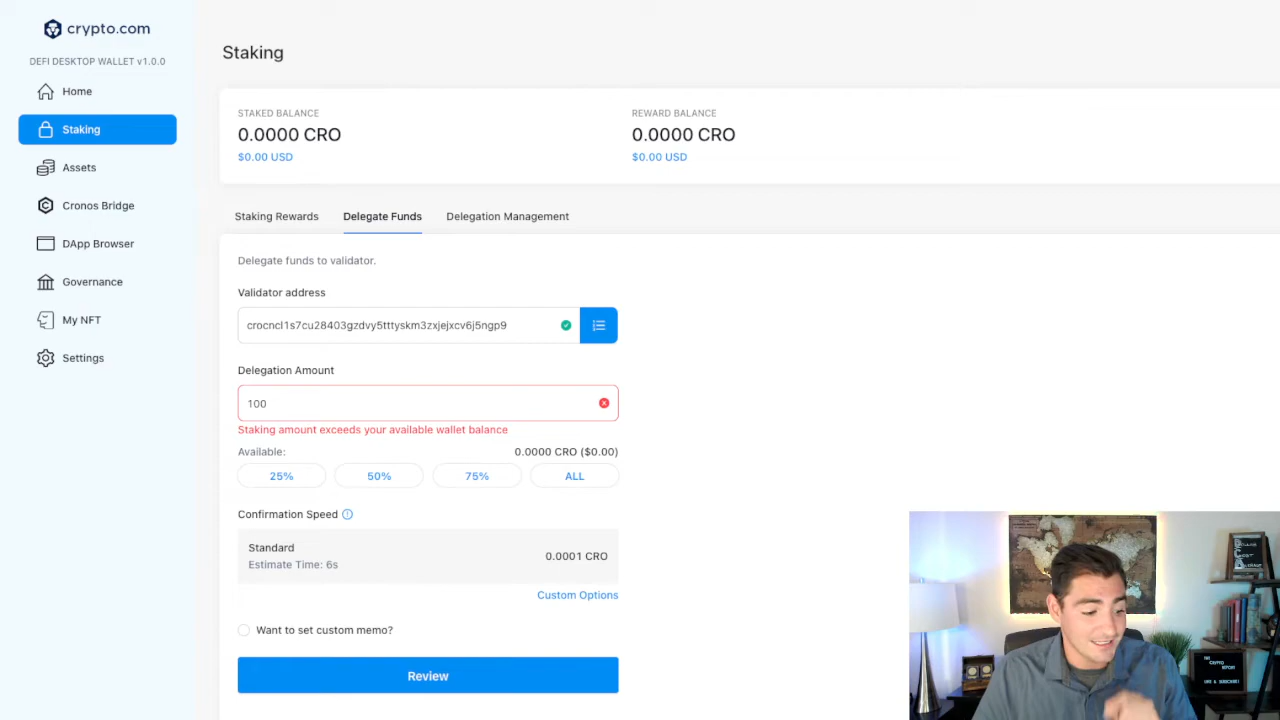 crypto.com
DEFI DESKTOP WALLET v1.0.0
Home
Staking
Assets
Cronos Bridge
DApp Browser
Governance
My NFT
Settings
Staking
STAKED BALANCE
0.0000 CRO
$0.00 USD
REWARD BALANCE
0.0000 CRO
$0.00 USD
Staking Rewards
Delegate Funds
Delegation Management
Delegate funds to validator.
Validator address
crocncl1s7cu28403gzdvy5tttyskm3zxjejxcv6j5ngp9
Delegation Amount
100
Staking amount exceeds your available wallet balance
Available:
0.0000 CRO ($0.00)
25%
50%
75%
ALL
Confirmation Speed
Standard
Estimate Time: 6s
0.0001 CRO
Custom Options
Want to set custom memo?
Review
THE
CRYPTO
LIKE & SUBSCRIBE!